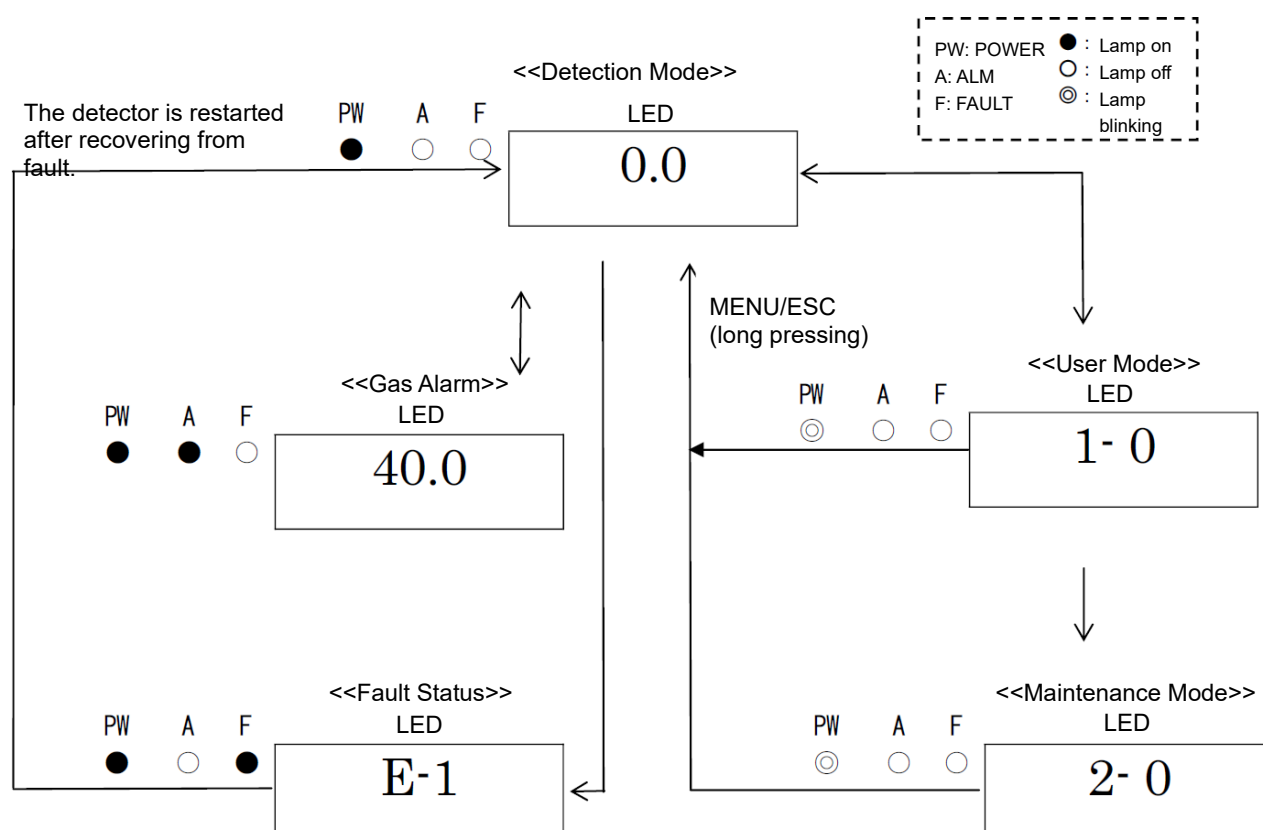 PW: POWER
A: ALM
F: FAULT
● : Lamp on
○ : Lamp off
◎ : Lamp
blinking
<<Detection Mode>>
LED
The detector is restarted
after recovering from
fault.
PW A F
0.0
MENU/ESC
(long pressing)
<<Gas Alarm>>
LED
PW A F
40.0
<<User Mode>>
LED
PW A F
1- 0
<<Fault Status>>
LED
PW A F
E-1
<<Maintenance Mode>>
LED
PW A F
2- 0